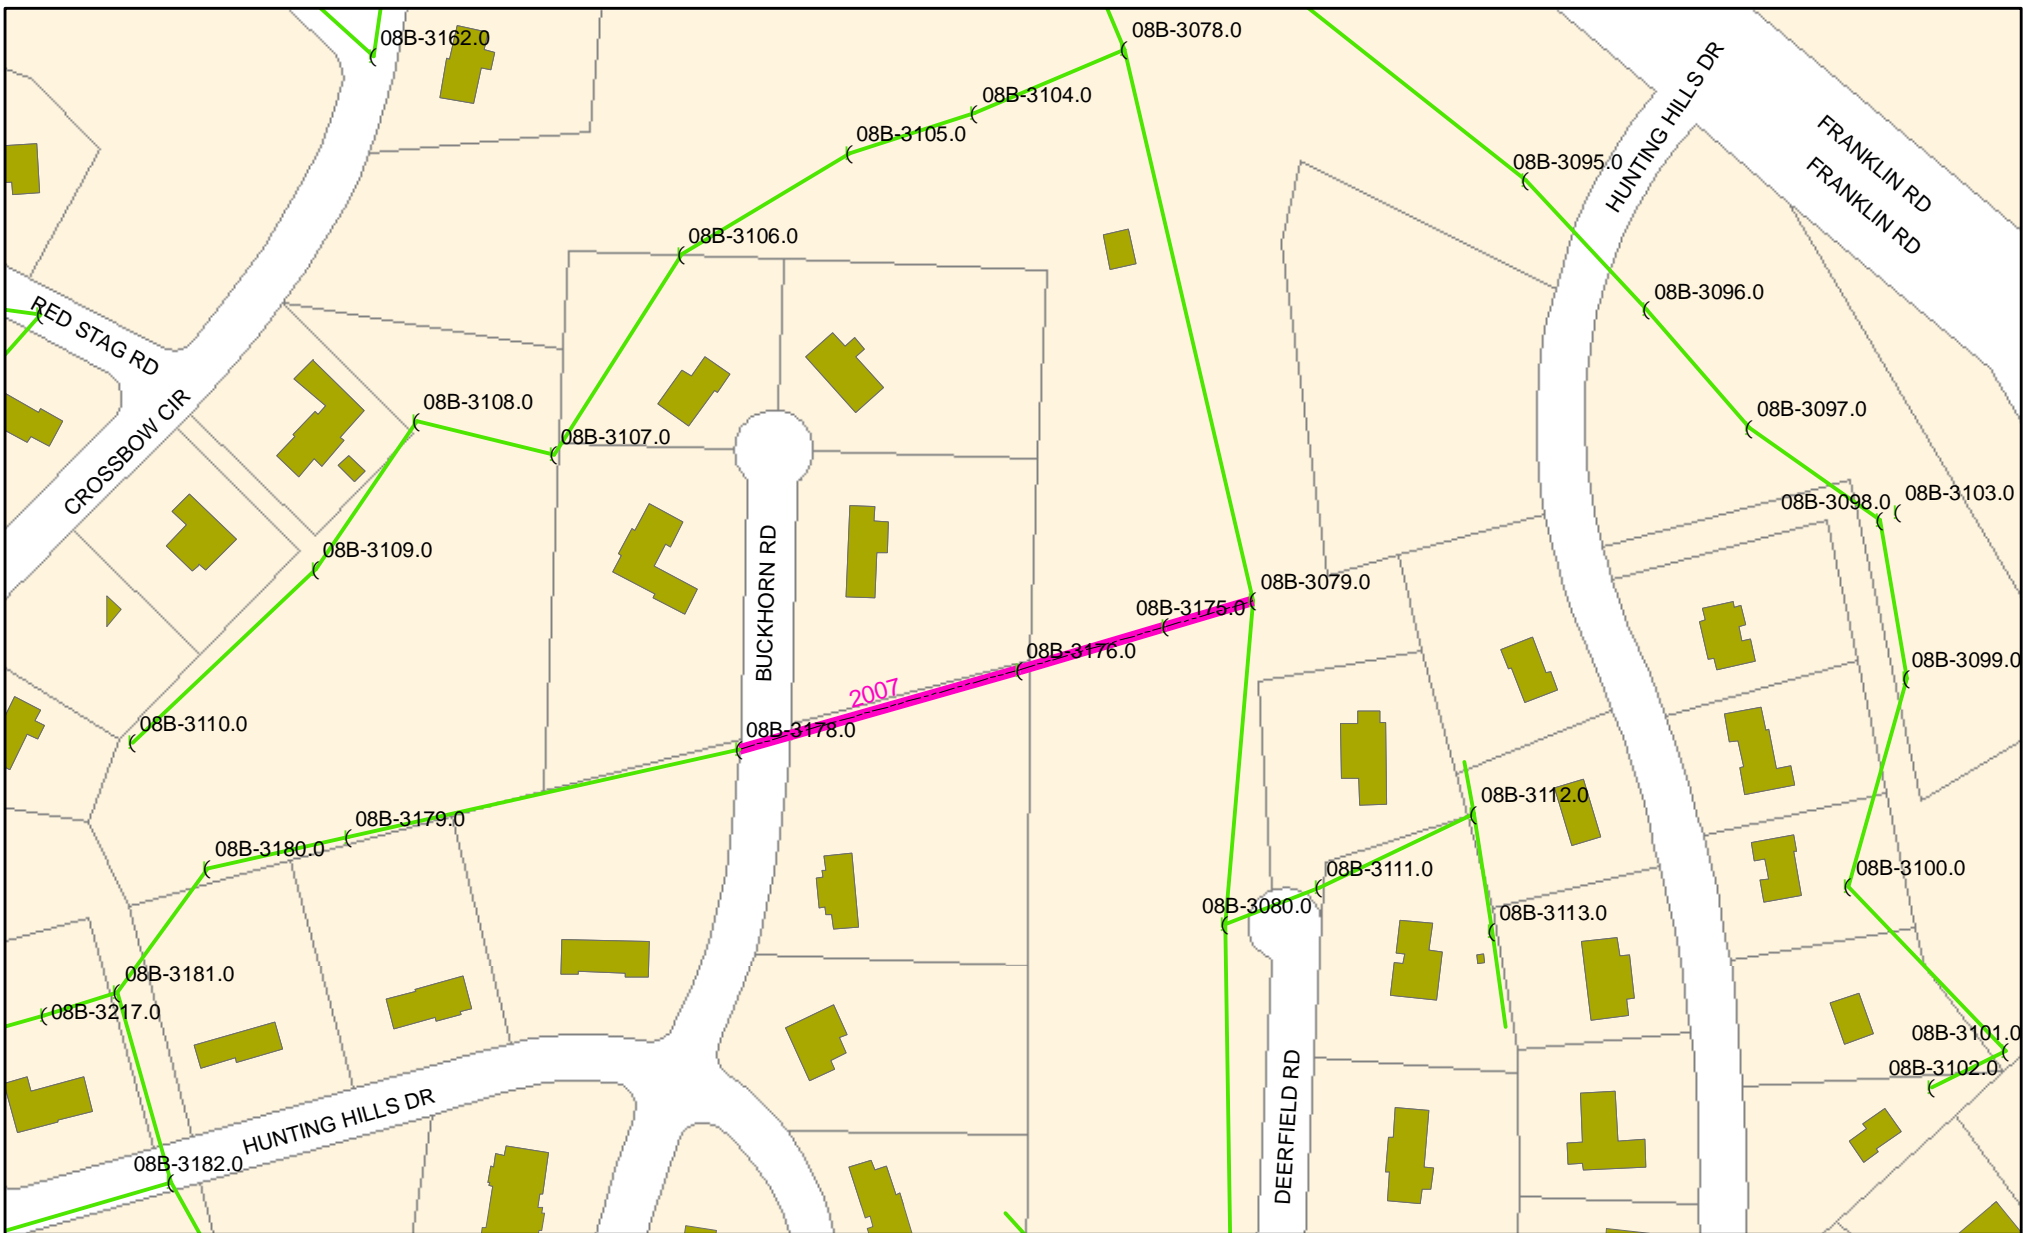 08B-3162.0
08B-3078.0
HUNTING HILLS DR
08B-3104.0
08B-3105.0
FRANKLIN RD
FRANKLIN RD
08B-3095.0
08B-3106.0
08B-3096.0
RED STAG RD
CROSSBOW CIR
08B-3108.0
08B-3107.0
08B-3097.0
08B-3098.0
08B-3103.0
08B-3109.0
BUCKHORN RD
08B-3079.0
08B-3175.0
08B-3176.0
08B-3099.0
2007
08B-3110.0
08B-3178.0
08B-3112.0
08B-3179.0
08B-3180.0
08B-3111.0
08B-3100.0
08B-3080.0
08B-3113.0
08B-3181.0
08B-3217.0
08B-3101.0
08B-3102.0
HUNTING HILLS DR
DEERFIELD RD
08B-3182.0